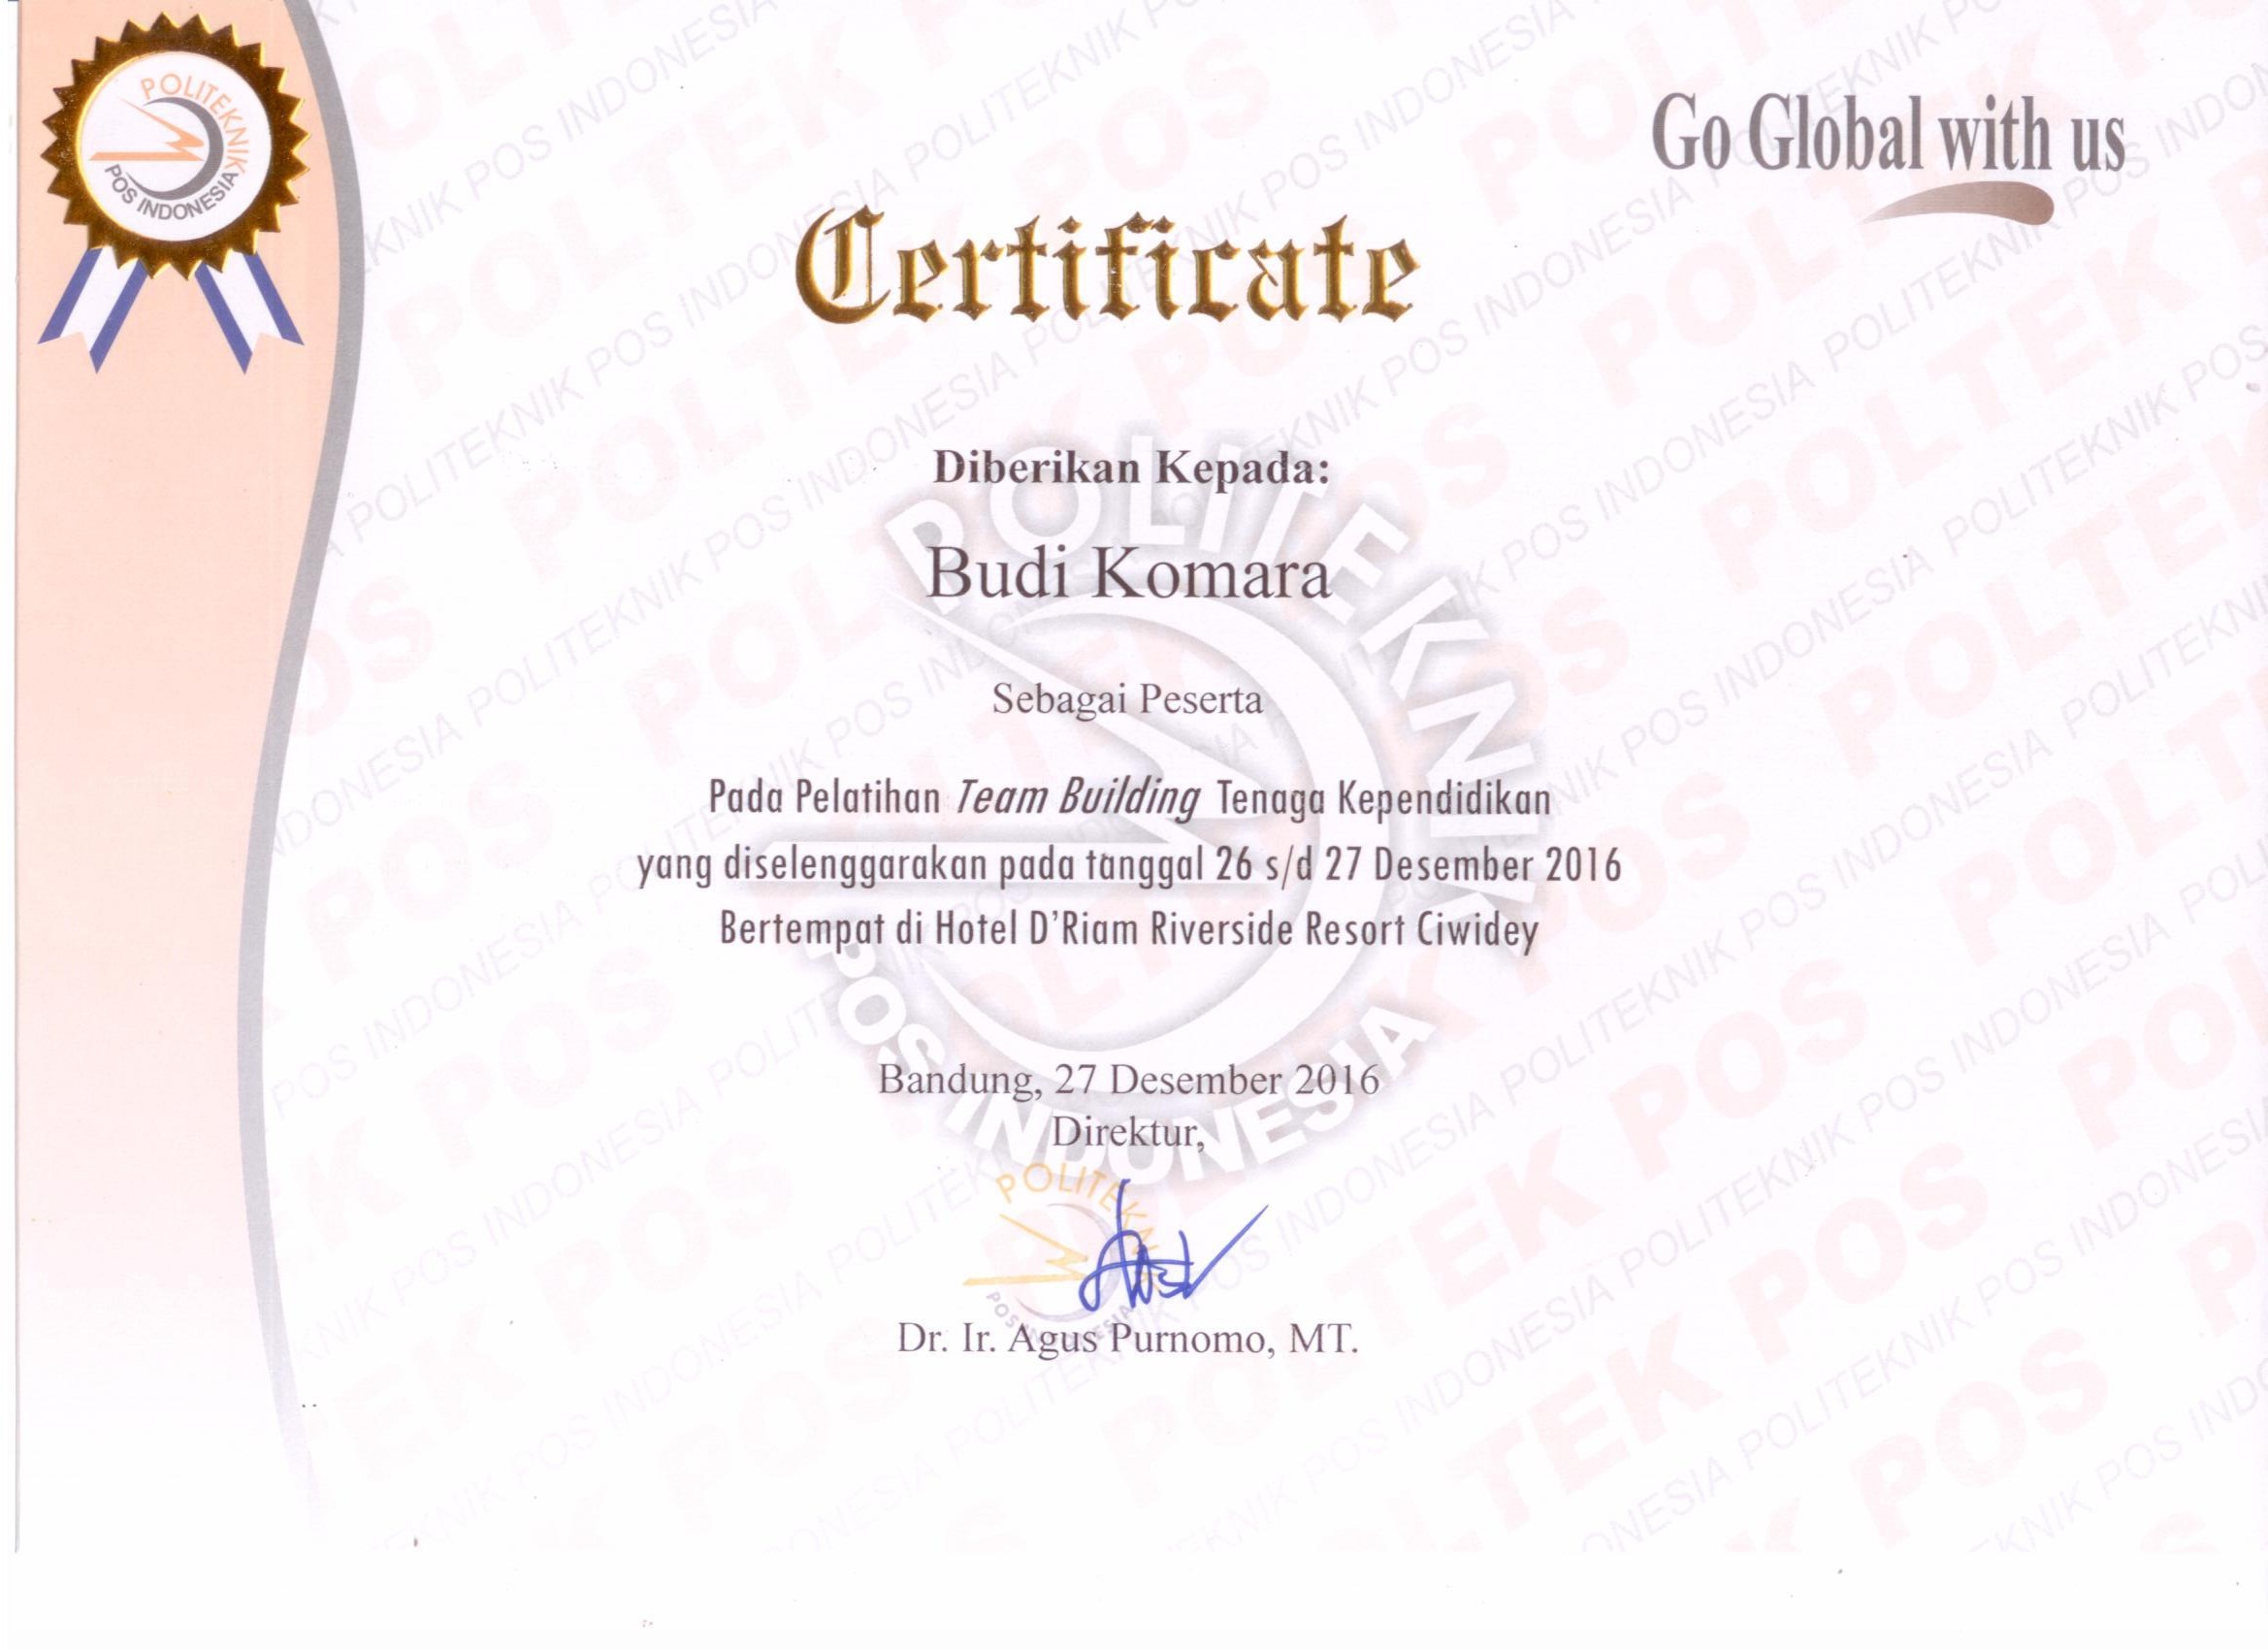 POLITEKNIK
POS INDONESIA
Go Global with us
Certificate
Diberikan Kepada:
Budi Komara
Sebagai Peserta
Pada Pelatihan Team Building Tenaga Kependidikan
yang diselenggarakan pada tanggal 26 s/d 27 Desember 2016
Bertempat di Hotel D'Riam Riverside Resort Ciwidey
Bandung, 27 Desember 2016
Direktur,
POLITEKNIK
POS INDONESIA
Dr. Ir. Agus Purnomo, MT.